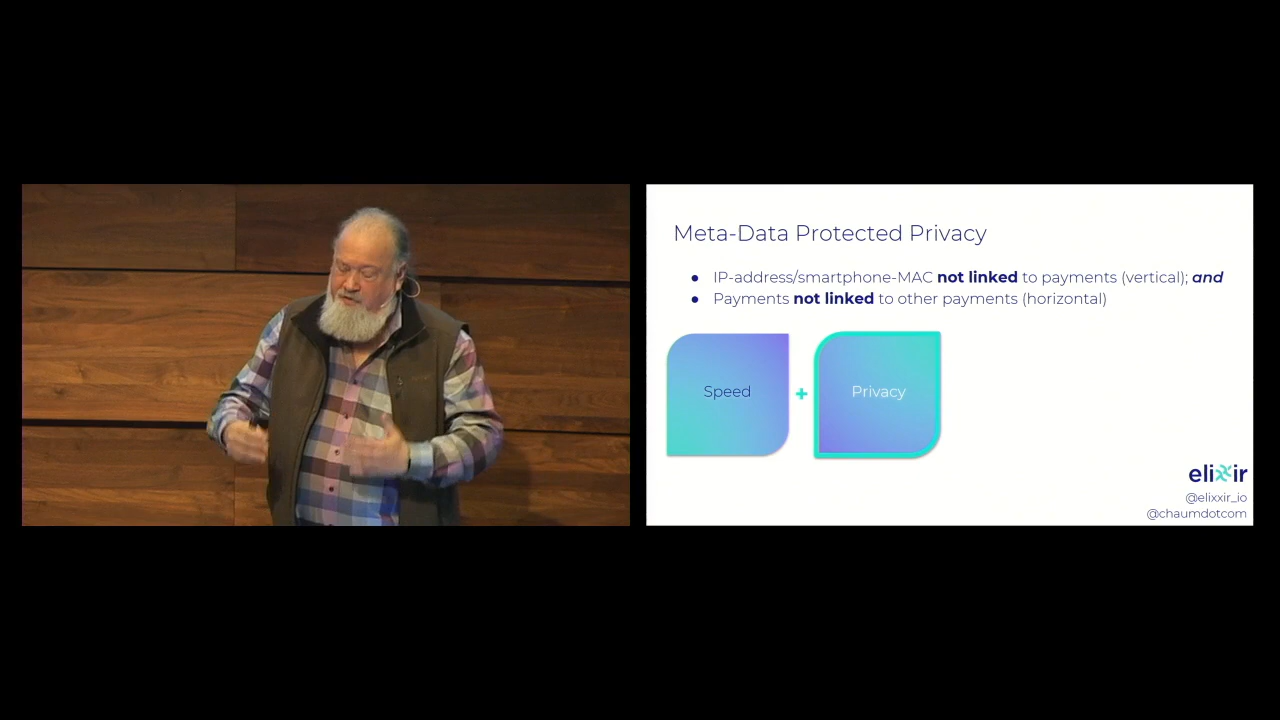 Meta-Data Protected Privacy
● IP-address/smartphone-MAC not linked to payments (vertical); and
● Payments not linked to other payments (horizontal)
Speed + Privacy
elixxir
@elixxir_io
@chaumdotcom